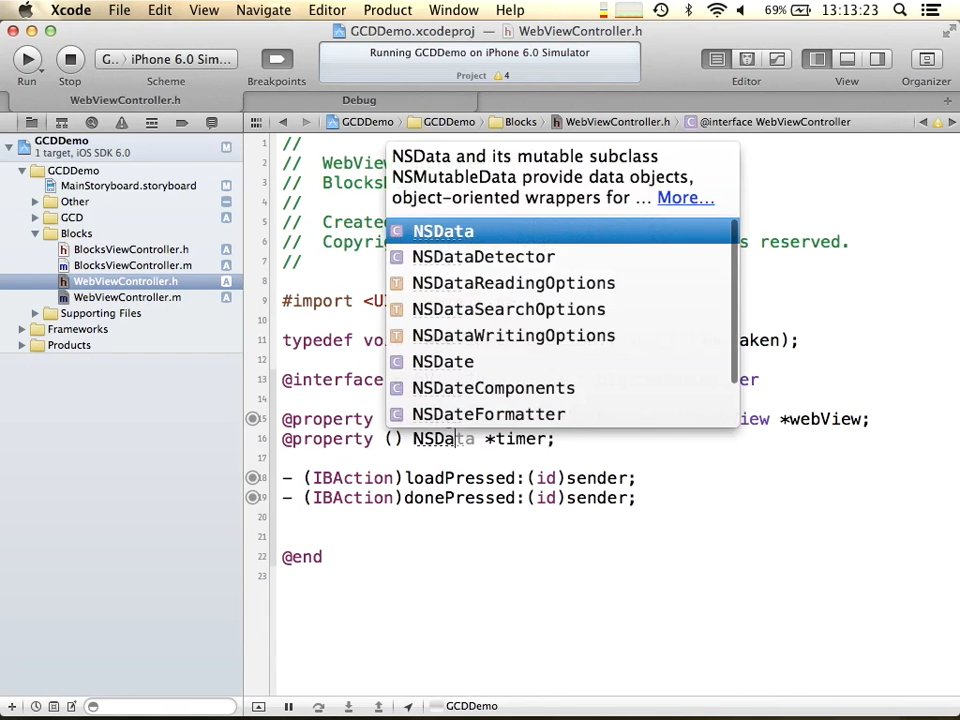 Xcode File Edit View Navigate Editor Product Window Help 69% 13:13:23
GCDDemo.xcodeproj — WebViewController.h
G.. iPhone 6.0 Sim...
Running GCDDemo on iPhone 6.0 Simulator
Project 4
Run Stop Scheme Breakpoints Editor View Organizer
WebViewController.h Debug
GCDDemo GCDDemo Blocks WebViewController.h @interface WebViewController
GCDDemo M
1 target, iOS SDK 6.0
GCDDemo
MainStoryboard.storyboard M
Other
GCD A
Blocks
BlocksViewController.h A
BlocksViewController.m A
WebViewController.h A
WebViewController.m A
Supporting Files
Frameworks
Products
1 //
2 // WebVie
3 // Blocks
4 //
5 // Create
6 // Copyri s reserved.
7 //
8
9 #import <U
10
11 typedef vo aken);
12
13 @interface er
14
15 @property iew *webView;
16 @property () NSData *timer;
18 - (IBAction)loadPressed:(id)sender;
19 - (IBAction)donePressed:(id)sender;
20
21
22 @end
23
NSData and its mutable subclass
NSMutableData provide data objects,
object-oriented wrappers for ... More...
C NSData
C NSDataDetector
T NSDataReadingOptions
T NSDataSearchOptions
T NSDataWritingOptions
C NSDate
C NSDateComponents
C NSDateFormatter
GCDDemo